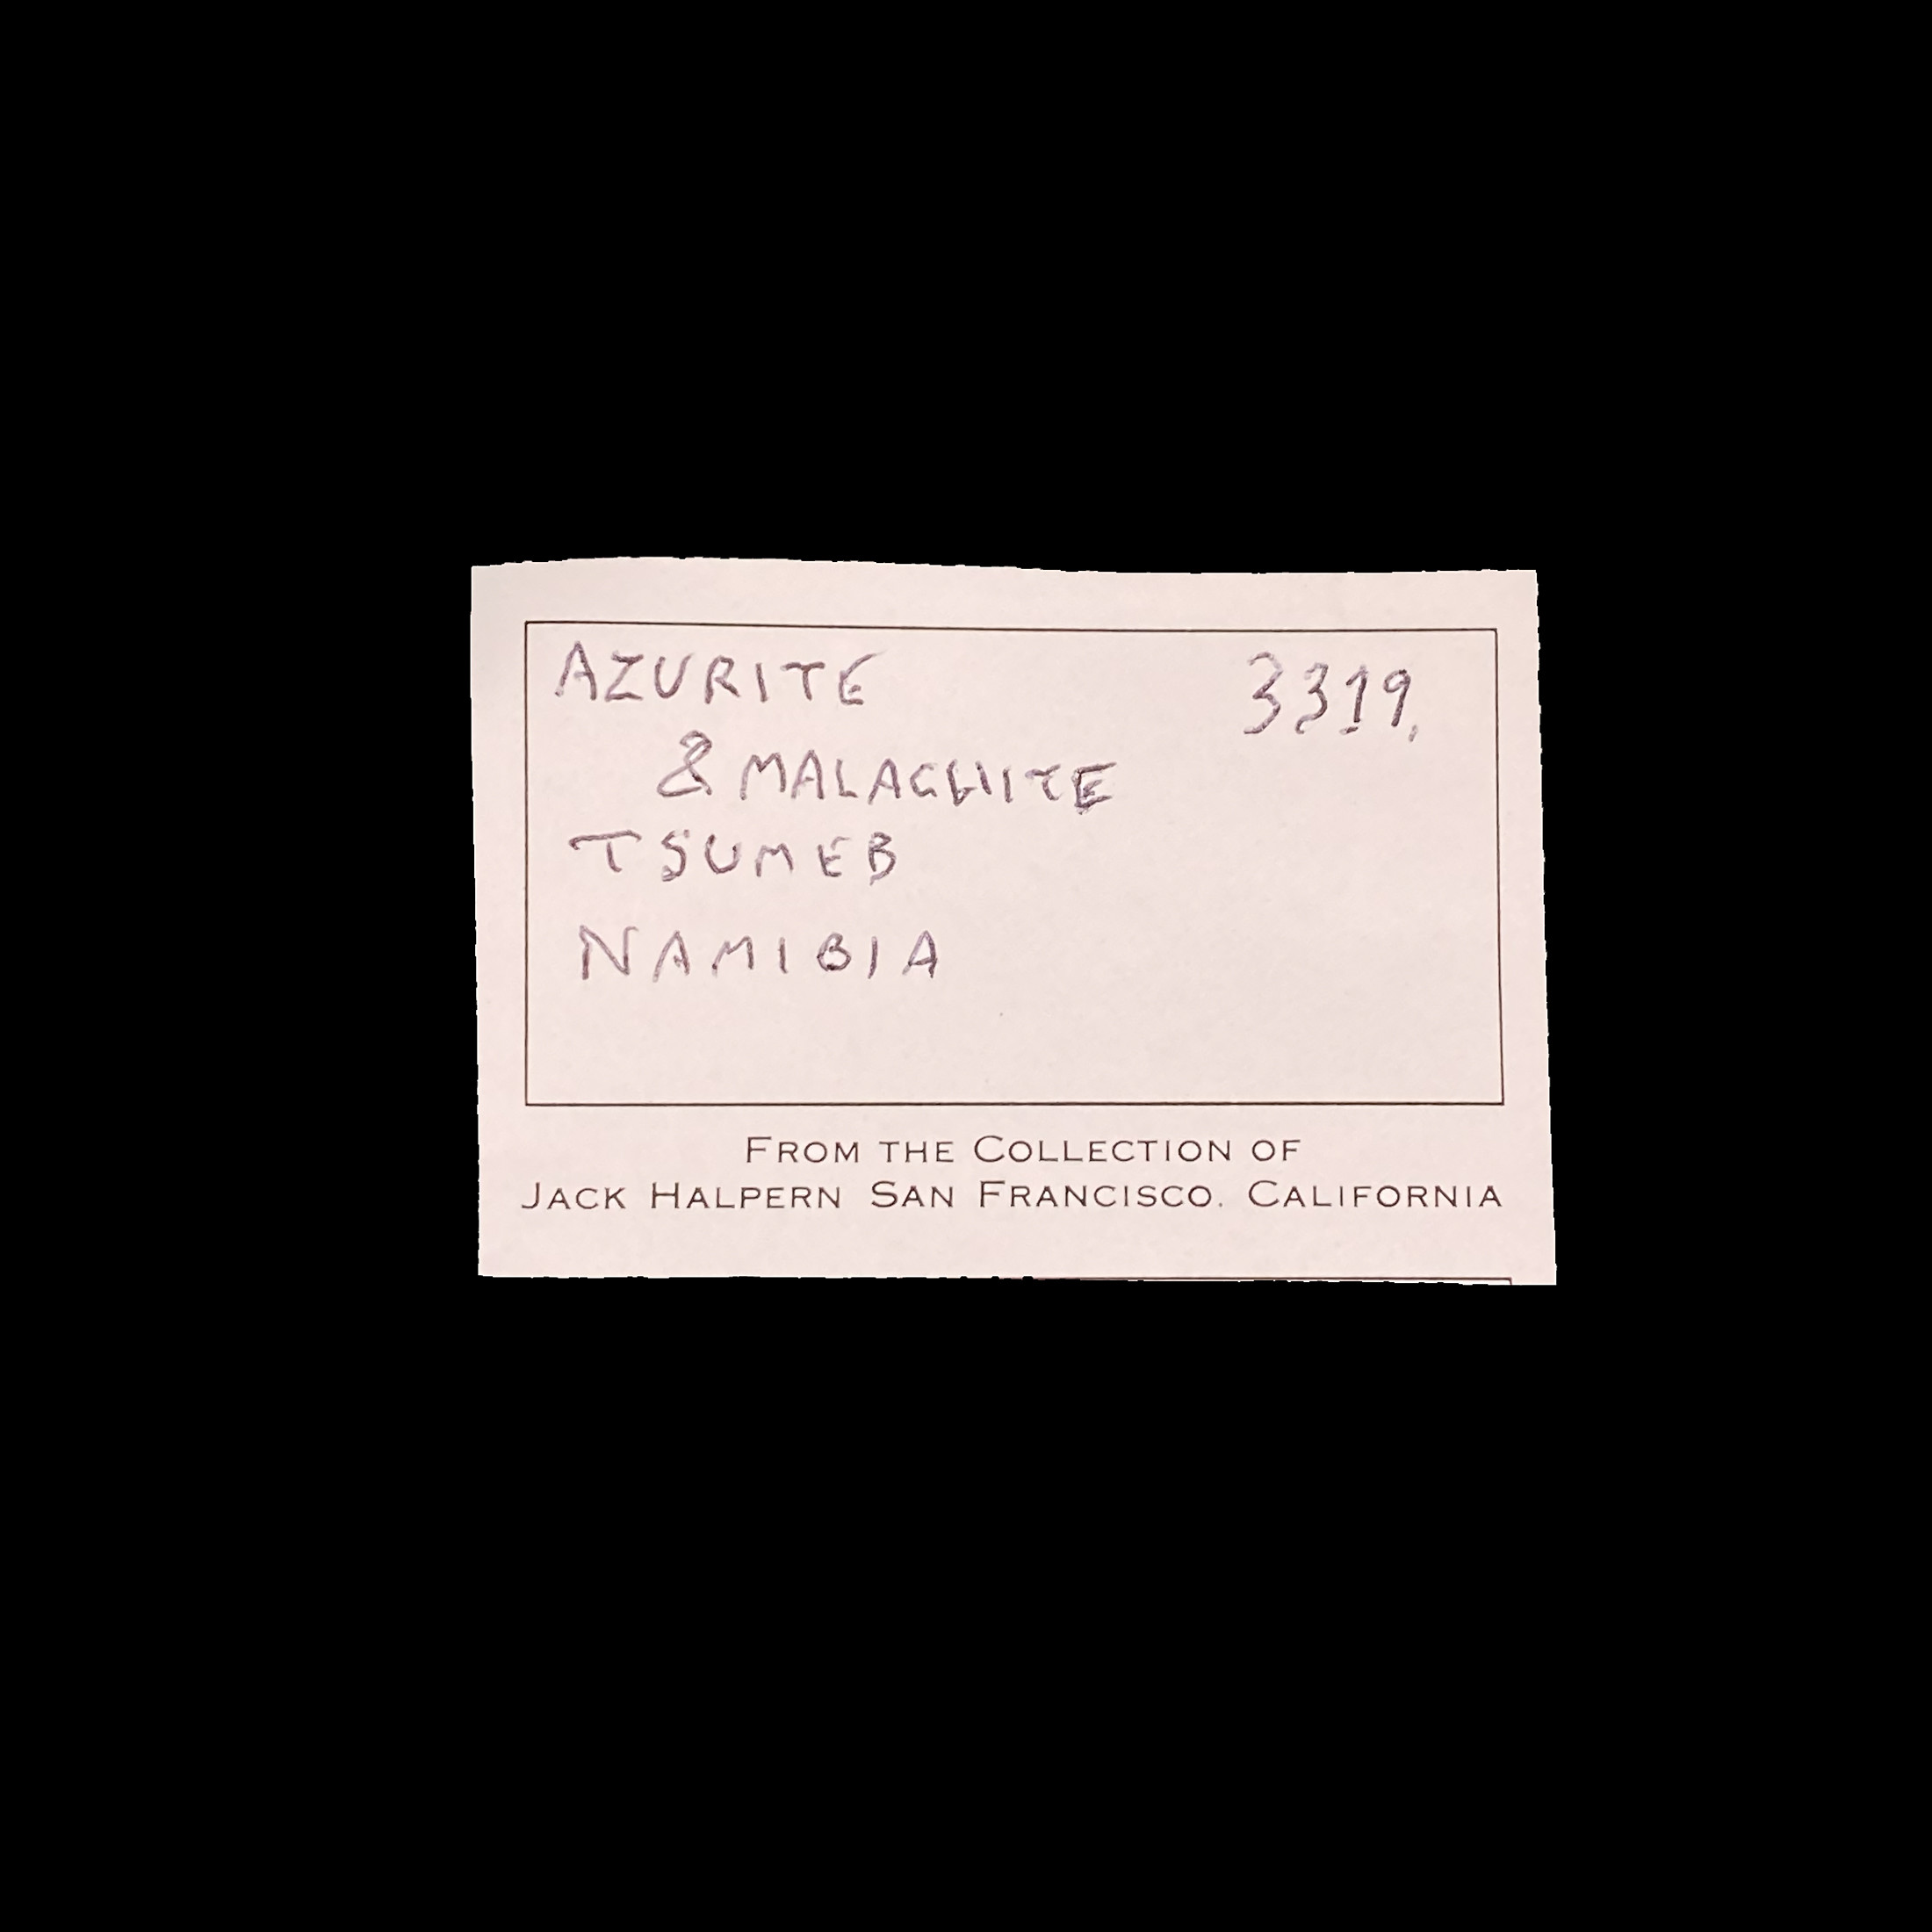 AZURITE 3319.
& MALACHITE
TSUMEB
NAMIBIA
FROM THE COLLECTION OF
JACK HALPERN SAN FRANCISCO. CALIFORNIA